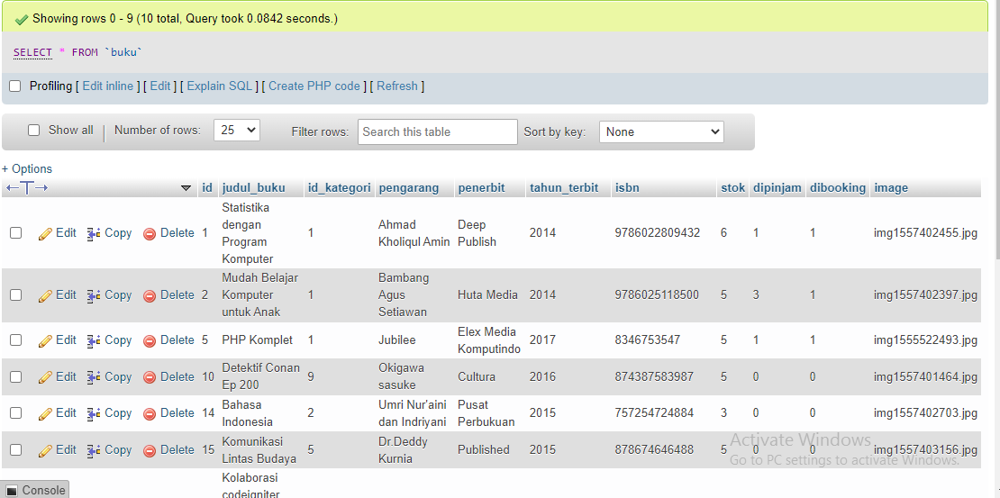 Showing rows 0 - 9 (10 total, Query took 0.0842 seconds.)
SELECT * FROM `buku`
Profiling [ Edit inline ] [ Edit ] [ Explain SQL ] [ Create PHP code ] [ Refresh ]
Show all Number of rows: 25 Filter rows: Search this table Sort by key: None
+ Options
id judul_buku id_kategori pengarang penerbit tahun_terbit isbn stok dipinjam dibooking image
Edit Copy Delete 1 Statistika dengan Program Komputer 1 Ahmad Kholiqul Amin Deep Publish 2014 9786022809432 6 1 1 img1557402455.jpg
Edit Copy Delete 2 Mudah Belajar Komputer untuk Anak 1 Bambang Agus Setiawan Huta Media 2014 9786025118500 5 3 1 img1557402397.jpg
Edit Copy Delete 5 PHP Komplet 1 Jubilee Elex Media Komputindo 2017 8346753547 5 1 1 img1555522493.jpg
Edit Copy Delete 10 Detektif Conan Ep 200 9 Okigawa sasuke Cultura 2016 874387583987 5 0 0 img1557401464.jpg
Edit Copy Delete 14 Bahasa Indonesia 2 Umri Nur'aini dan Indriyani Pusat Perbukuan 2015 757254724884 3 0 0 img1557402703.jpg
Edit Copy Delete 15 Komunikasi Lintas Budaya 5 Dr.Deddy Kurnia Published 2015 878674646488 5 0 0 img1557403156.jpg
Kolaborasi codeigniter
Activate Windows
Go to PC settings to activate Windows.
Console